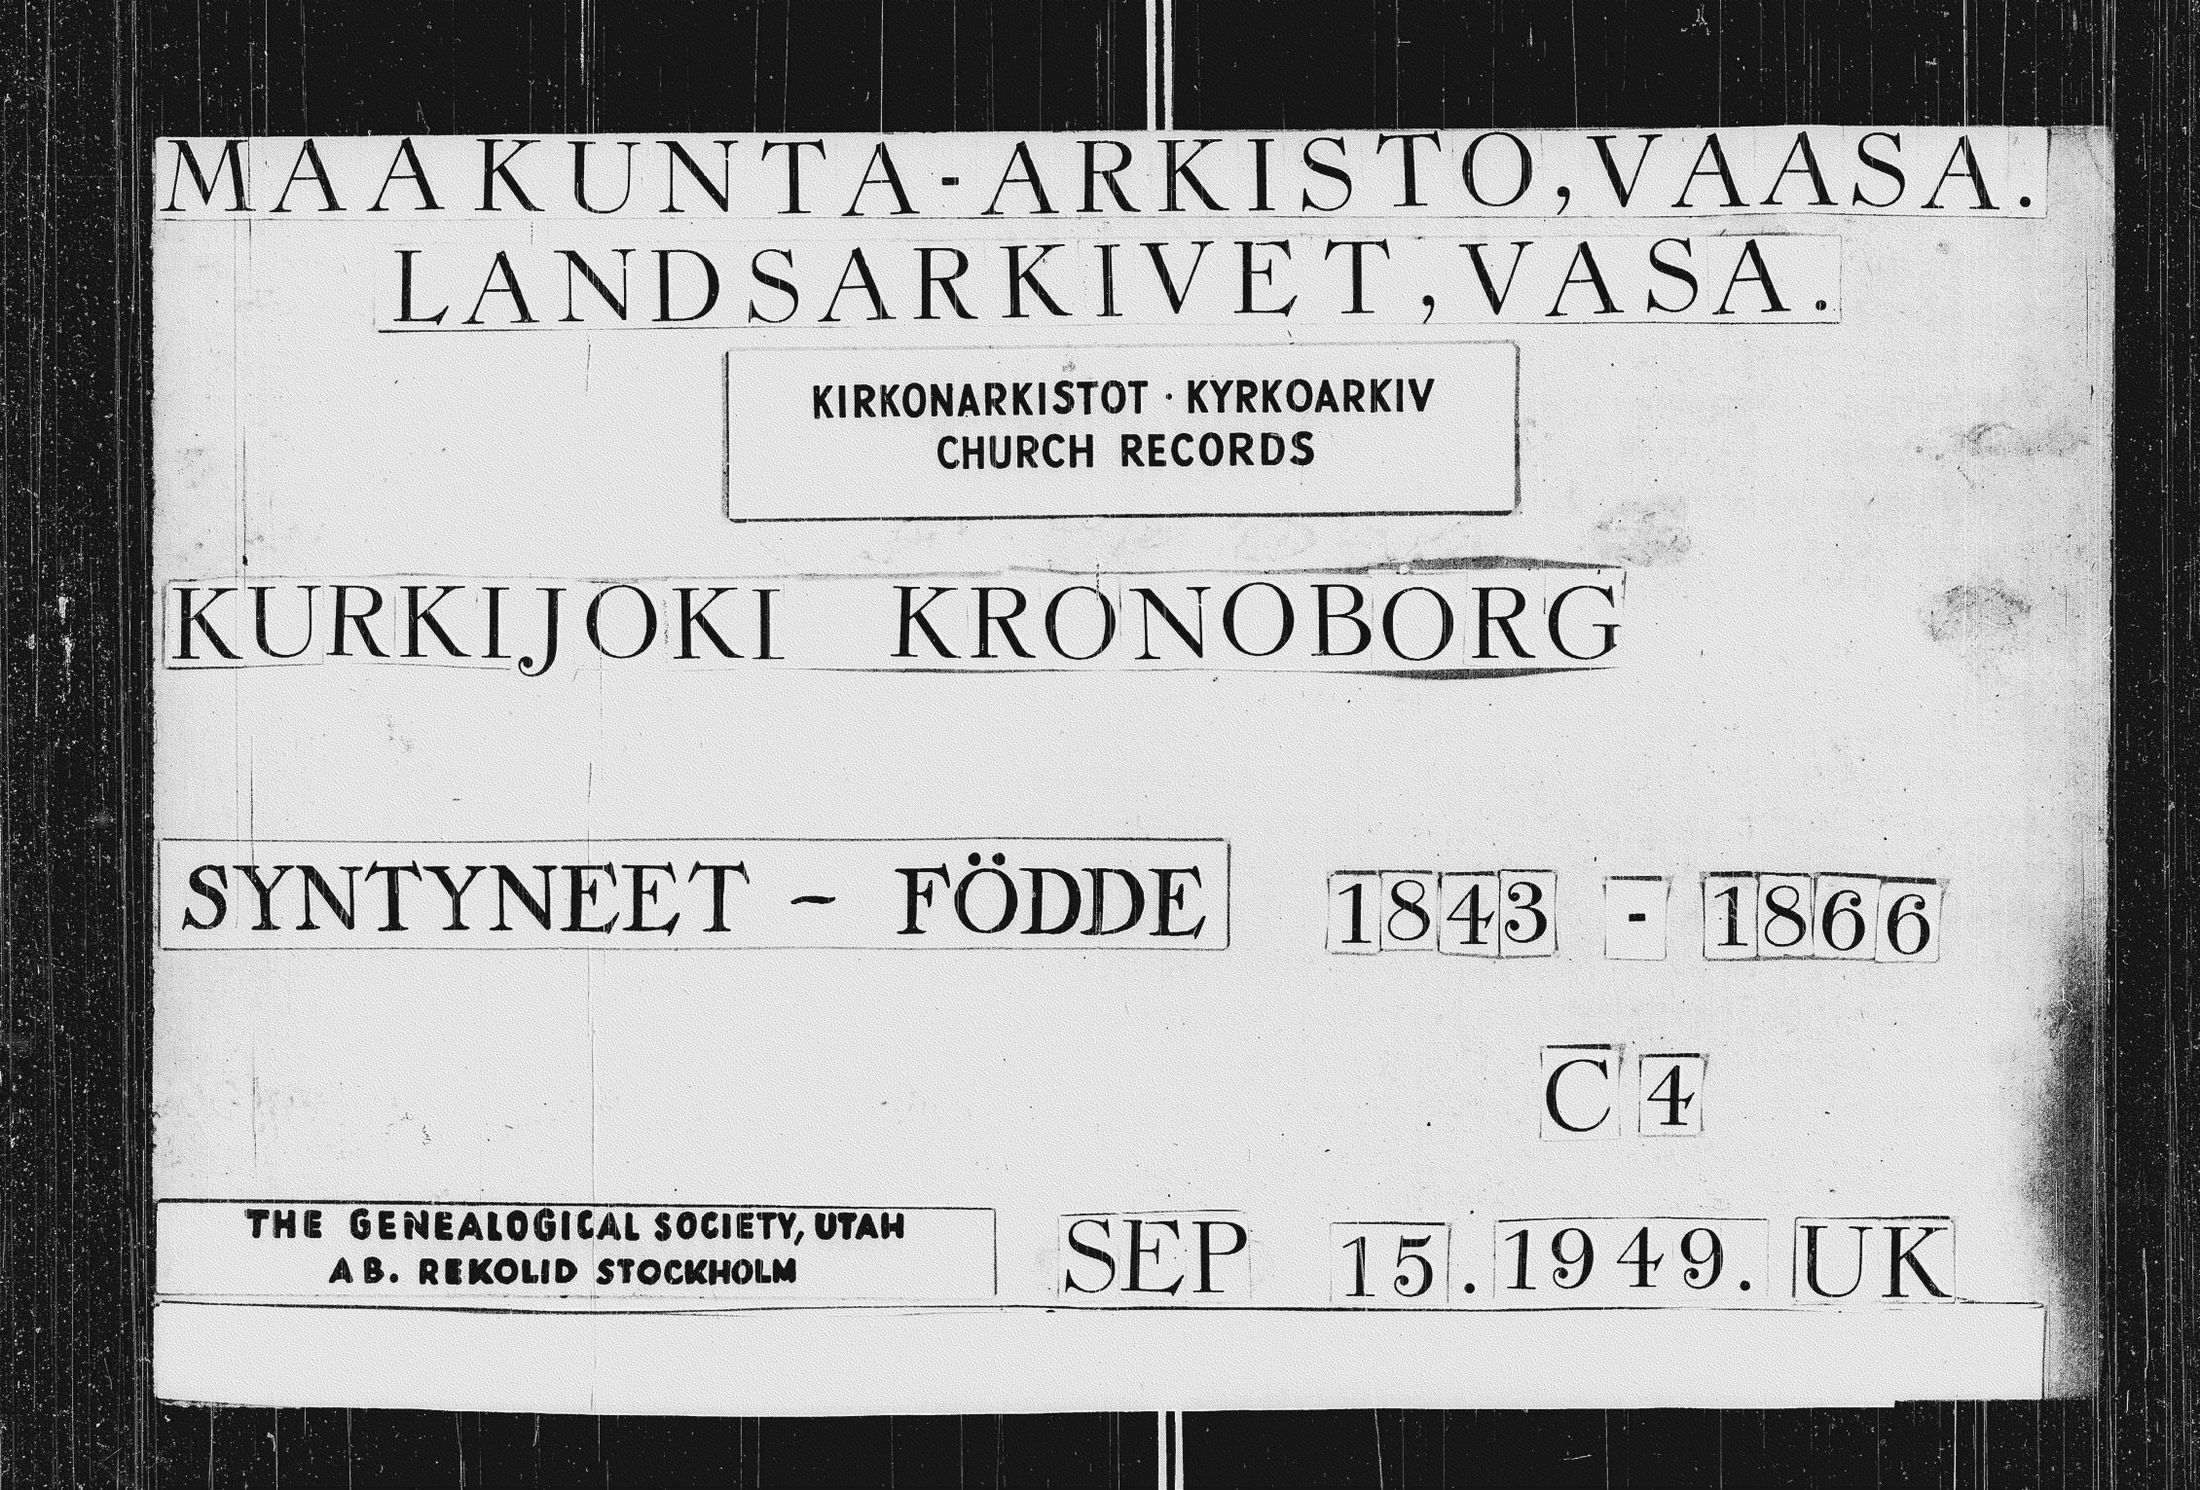 MAAKUNTA-ARKISTO, VAASA.
LANDSARKIVET, VASA.
KIRKONARKISTOT · KYRKOARKIV
CHURCH RECORDS
KURKIJOKI KRONOBORG
SYNTYNEET - FÖDDE 1843 - 1866
C 4
THE GENEALOGICAL SOCIETY, UTAH
AB. REKOLID STOCKHOLM
SEP 15. 1949. UK